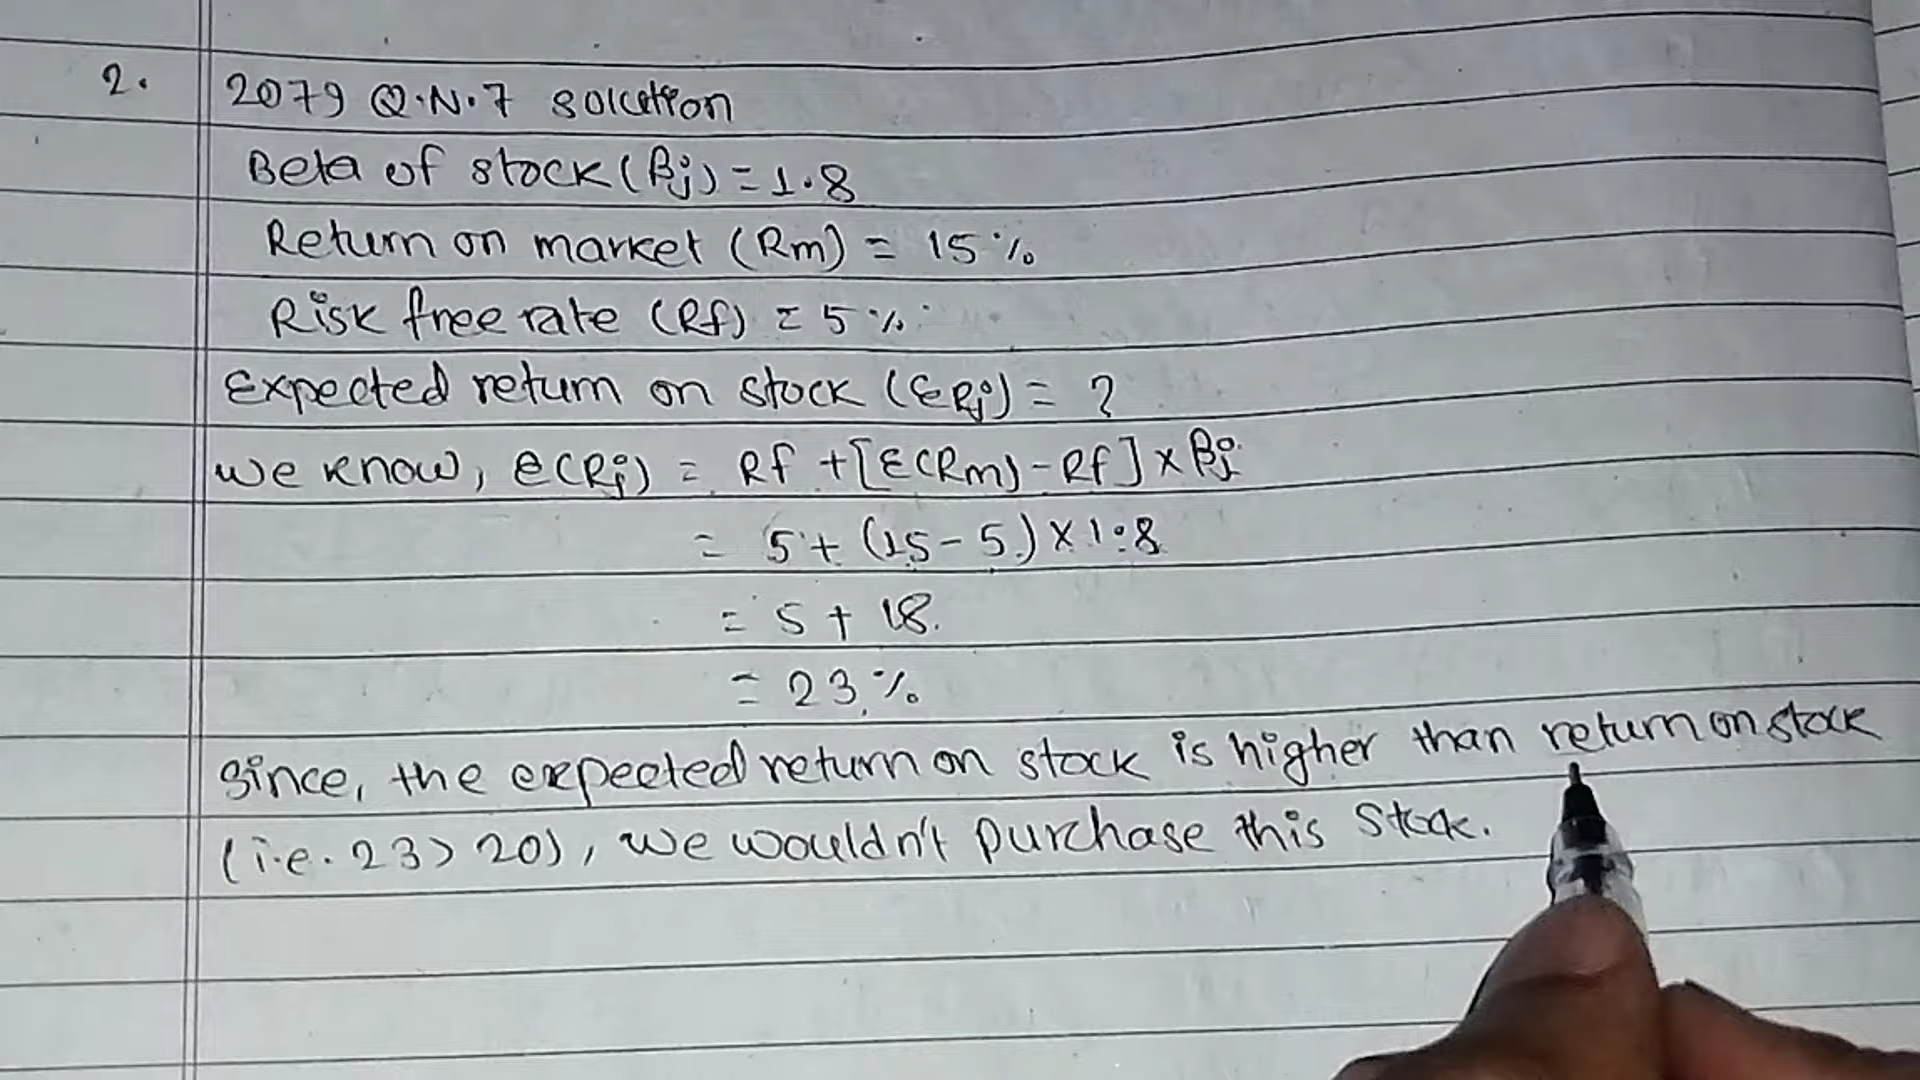 2. 2079 Q.N.7 solution
Beta of stock (βj) = 1.8
Return on market (Rm) = 15%
Risk free rate (Rf) = 5%
Expected return on stock (ERj) = ?
we know, E(Rj) = Rf + [E(Rm) - Rf] × βj
= 5 + (15 - 5) × 1.8
= 5 + 18
= 23%
Since, the expected return on stock is higher than return on stock
(i.e. 23 > 20), we wouldn't purchase this stock.